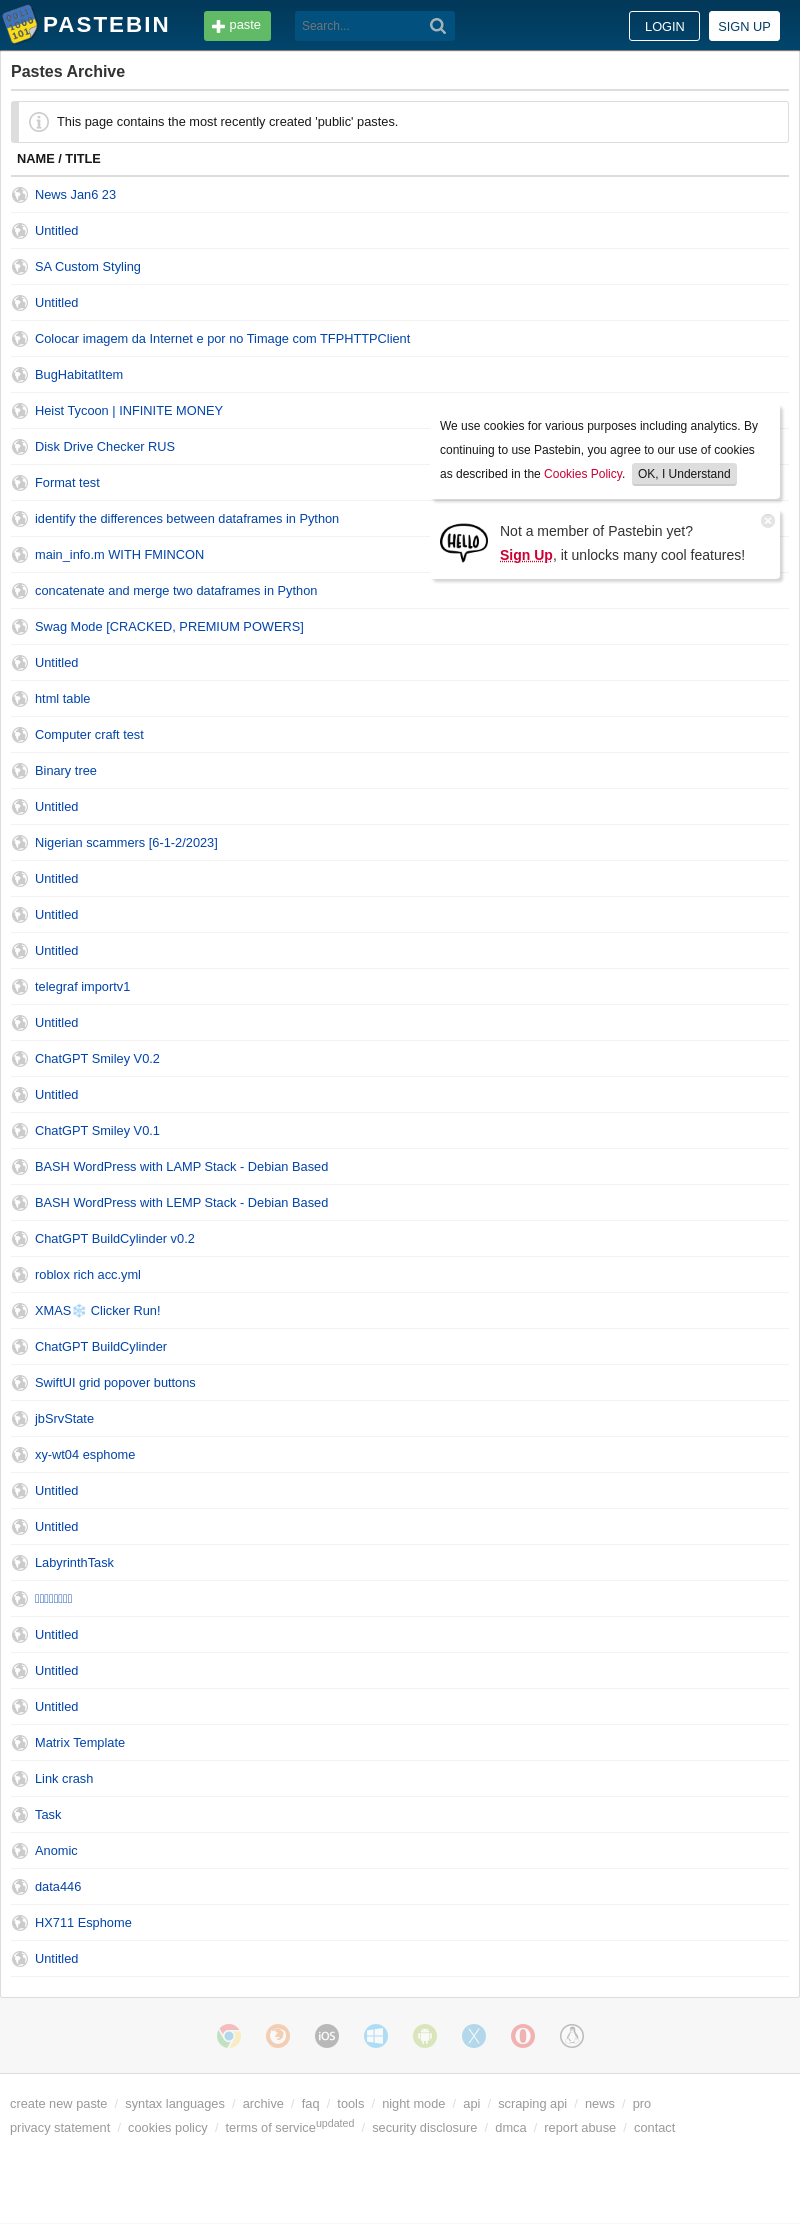 PASTEBIN
paste
Search...
LOGIN
SIGN UP
Pastes Archive
This page contains the most recently created 'public' pastes.
NAME / TITLE
News Jan6 23
Untitled
SA Custom Styling
Untitled
Colocar imagem da Internet e por no Timage com TFPHTTPClient
BugHabitatItem
Heist Tycoon | INFINITE MONEY
Disk Drive Checker RUS
Format test
identify the differences between dataframes in Python
main_info.m WITH FMINCON
concatenate and merge two dataframes in Python
We use cookies for various purposes including analytics. By
continuing to use Pastebin, you agree to our use of cookies
as described in the Cookies Policy. OK, I Understand
HELLO
Not a member of Pastebin yet?
Sign Up, it unlocks many cool features!
Swag Mode [CRACKED, PREMIUM POWERS]
Untitled
html table
Computer craft test
Binary tree
Untitled
Nigerian scammers [6-1-2/2023]
Untitled
Untitled
Untitled
telegraf importv1
Untitled
ChatGPT Smiley V0.2
Untitled
ChatGPT Smiley V0.1
BASH WordPress with LAMP Stack - Debian Based
BASH WordPress with LEMP Stack - Debian Based
ChatGPT BuildCylinder v0.2
roblox rich acc.yml
XMAS❄️ Clicker Run!
ChatGPT BuildCylinder
SwiftUI grid popover buttons
jbSrvState
xy-wt04 esphome
Untitled
Untitled
LabyrinthTask
Untitled
Untitled
Untitled
Matrix Template
Link crash
Task
Anomic
data446
HX711 Esphome
Untitled
iOS
create new paste / syntax languages / archive / faq / tools / night mode / api / scraping api / news / pro
privacy statement / cookies policy / terms of service updated / security disclosure / dmca / report abuse / contact